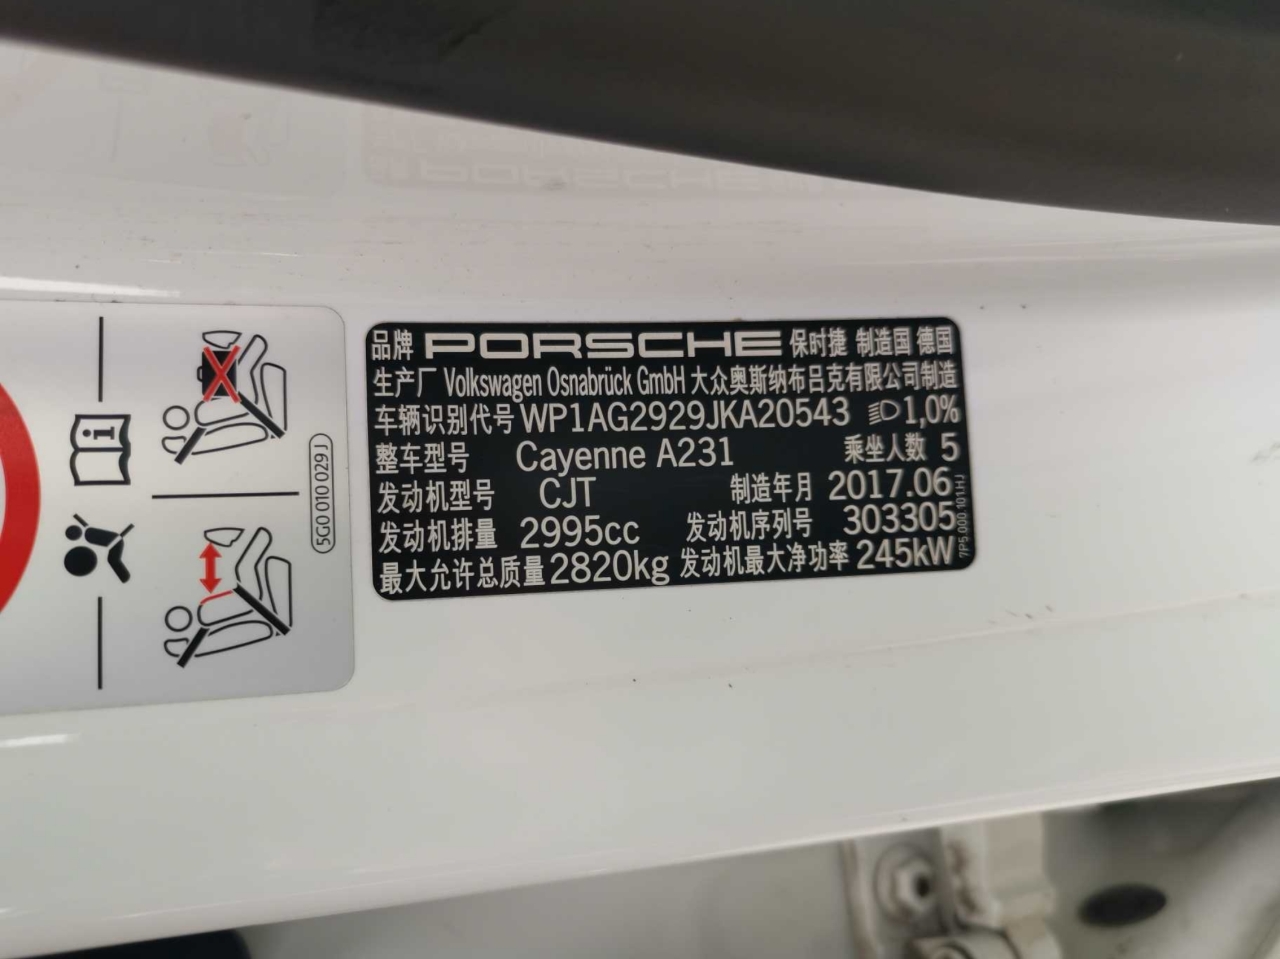 品牌 PORSCHE 保时捷 制造国 德国
生产厂 Volkswagen Osnabrück GmbH 大众奥斯纳布吕克有限公司制造
车辆识别代号 WP1AG2929JKA20543 1,0%
整车型号 Cayenne A231 乘坐人数 5
发动机型号 CJT 制造年月 2017.06
发动机排量 2995cc 发动机序列号 303305
最大允许总质量 2820kg 发动机最大净功率 245kW
7P5.000.101.HJ
5G0 010 029 J